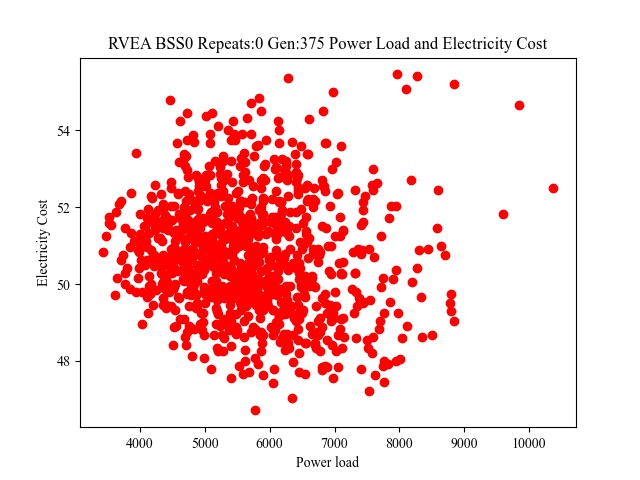 RVEA BSS0 Repeats:0 Gen:375 Power Load and Electricity Cost
Electricity Cost
54
52
50
48
4000 5000 6000 7000 8000 9000 10000
Power load